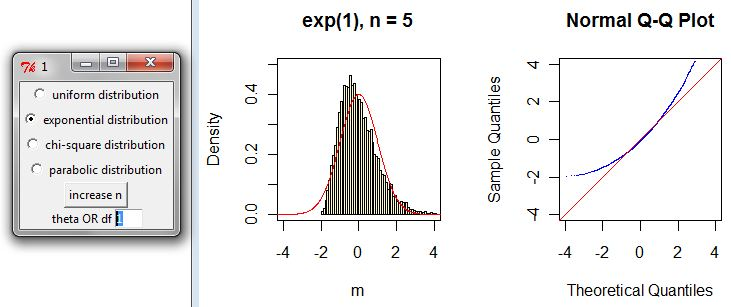 7k 1
uniform distribution
exponential distribution
chi-square distribution
parabolic distribution
increase n
theta OR df 1
exp(1), n = 5
Density
0.0 0.2 0.4
-4 -2 0 2 4
m
Normal Q-Q Plot
Sample Quantiles
-4 -2 0 2 4
-4 -2 0 2 4
Theoretical Quantiles